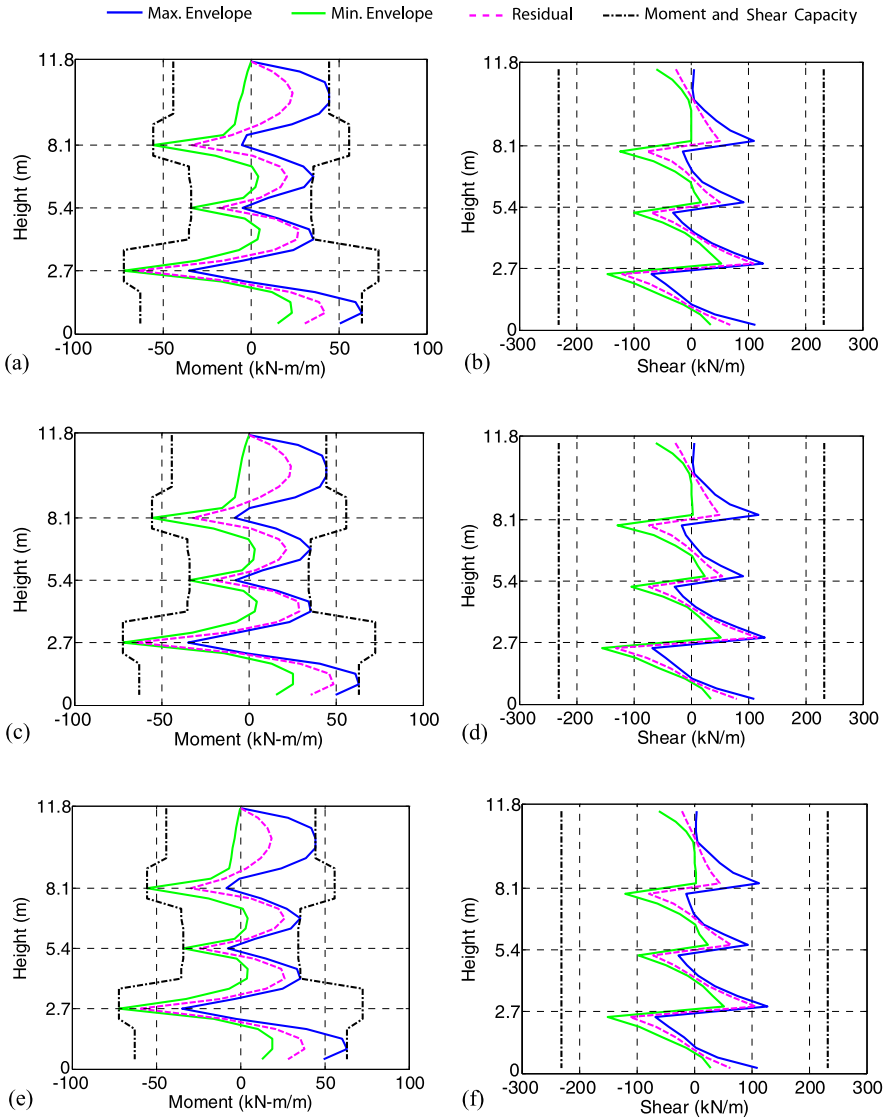 Max. Envelope Min. Envelope Residual Moment and Shear Capacity
11.8
8.1
5.4
2.7
0
Height (m)
-100 -50 0 50 100
Moment (kN-m/m)
(a)
11.8
8.1
5.4
2.7
0
Height (m)
-300 -200 -100 0 100 200 300
Shear (kN/m)
(b)
11.8
8.1
5.4
2.7
0
Height (m)
-100 -50 0 50 100
Moment (kN-m/m)
(c)
11.8
8.1
5.4
2.7
0
Height (m)
-300 -200 -100 0 100 200 300
Shear (kN/m)
(d)
11.8
8.1
5.4
2.7
0
Height (m)
-100 -50 0 50 100
Moment (kN-m/m)
(e)
11.8
8.1
5.4
2.7
0
Height (m)
-300 -200 -100 0 100 200 300
Shear (kN/m)
(f)